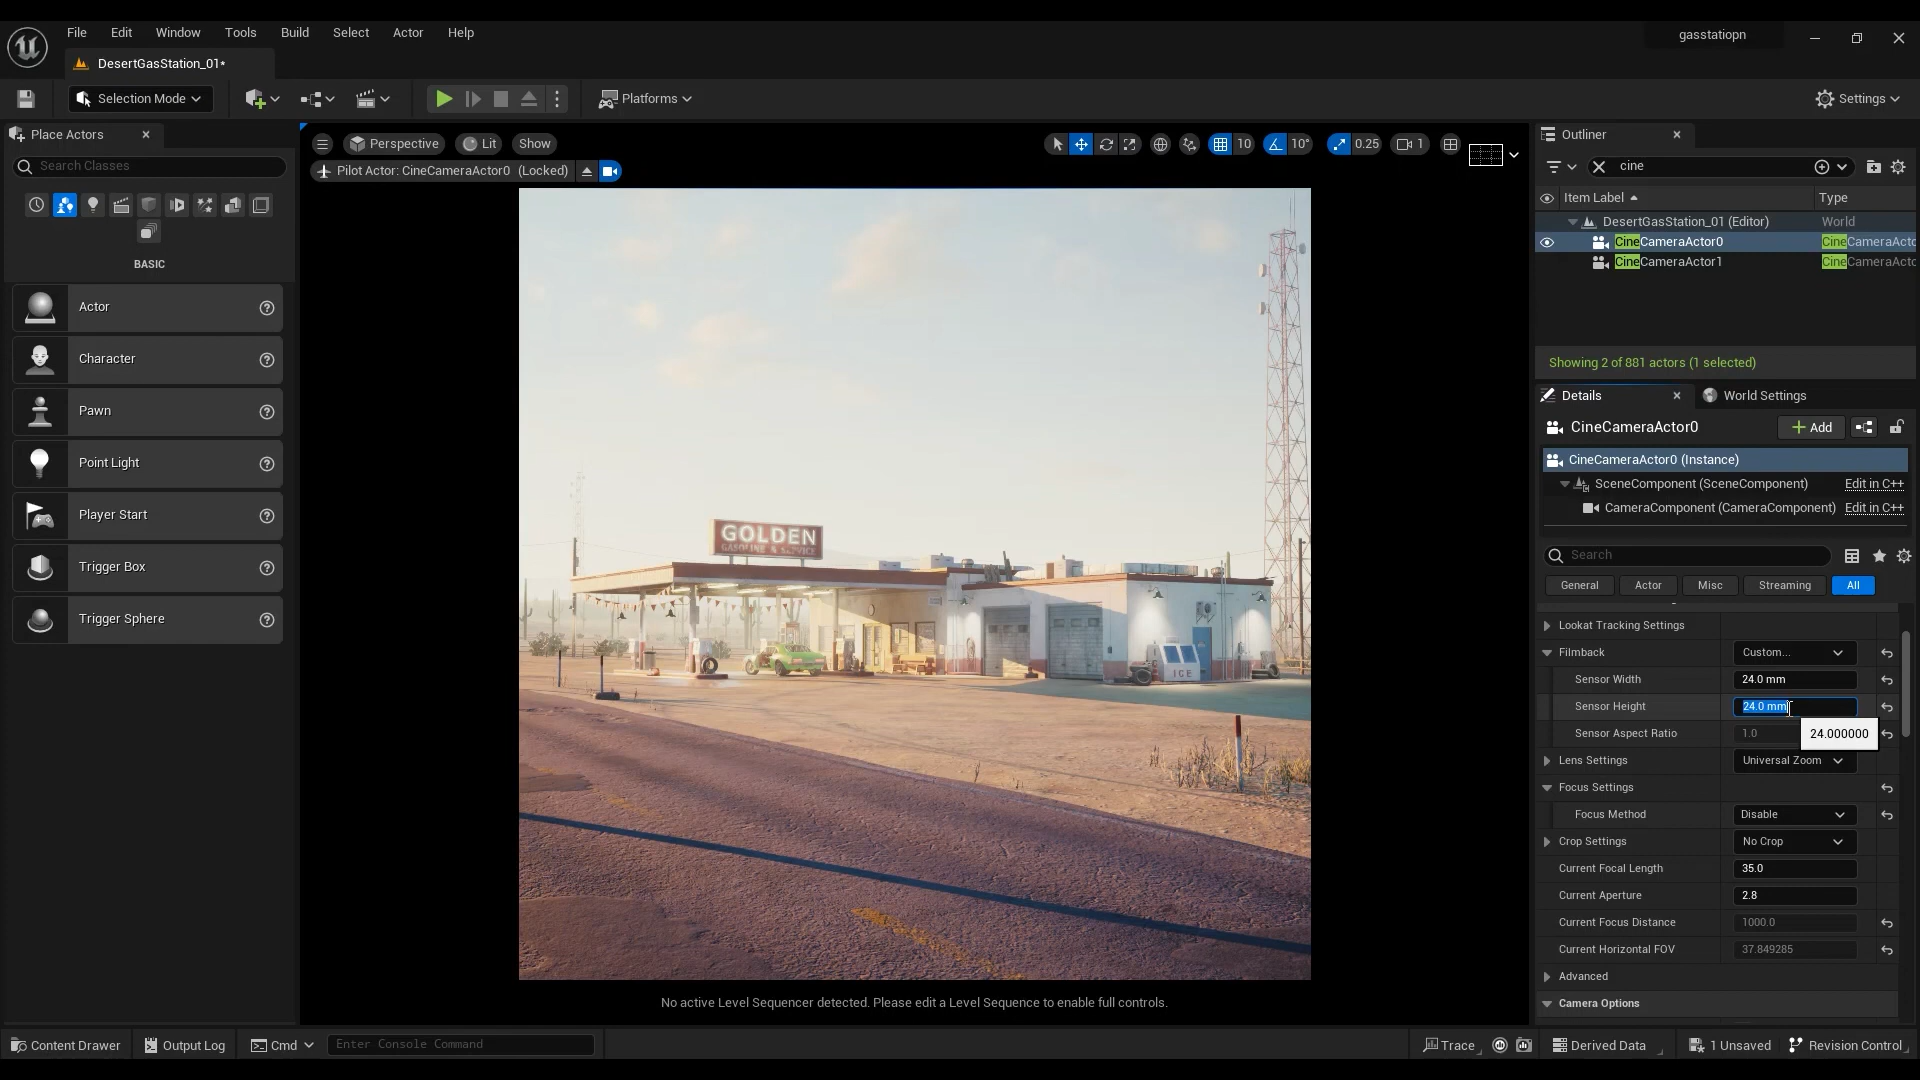 File Edit Window Tools Build Select Actor Help
gasstatiopn
DesertGasStation_01*
Selection Mode
Platforms
Settings
Place Actors
Search Classes
BASIC
Actor
Character
Pawn
Point Light
Player Start
Trigger Box
Trigger Sphere
Perspective Lit Show
10 10° 0.25 1
Pilot Actor: CineCameraActor0 (Locked)
GOLDEN
GASOLINE & SERVICE
ICE
No active Level Sequencer detected. Please edit a Level Sequence to enable full controls.
Outliner
cine
Item Label Type
DesertGasStation_01 (Editor) World
CineCameraActor0 CineCameraActo
CineCameraActor1 CineCameraActo
Showing 2 of 881 actors (1 selected)
Details World Settings
CineCameraActor0 Add
CineCameraActor0 (Instance)
SceneComponent (SceneComponent) Edit in C++
CameraComponent (CameraComponent) Edit in C++
Search
General Actor Misc Streaming All
Lookat Tracking Settings
Filmback Custom...
Sensor Width 24.0 mm
Sensor Height 24.0 mm
Sensor Aspect Ratio 1.0
24.000000
Lens Settings Universal Zoom
Focus Settings
Focus Method Disable
Crop Settings No Crop
Current Focal Length 35.0
Current Aperture 2.8
Current Focus Distance 1000.0
Current Horizontal FOV 37.849285
Advanced
Camera Options
Content Drawer Output Log Cmd Enter Console Command
Trace Derived Data 1 Unsaved Revision Control